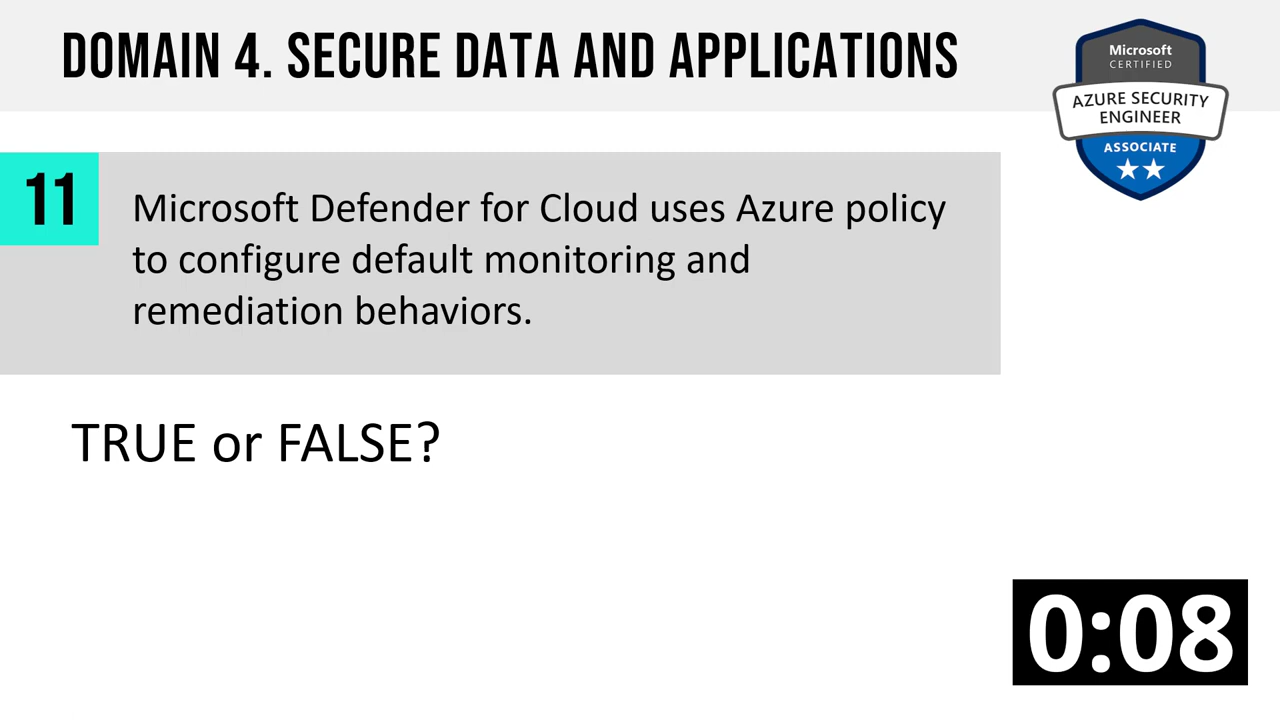 DOMAIN 4. SECURE DATA AND APPLICATIONS
Microsoft
CERTIFIED
AZURE SECURITY
ENGINEER
ASSOCIATE
11
Microsoft Defender for Cloud uses Azure policy
to configure default monitoring and
remediation behaviors.
TRUE or FALSE?
0:08